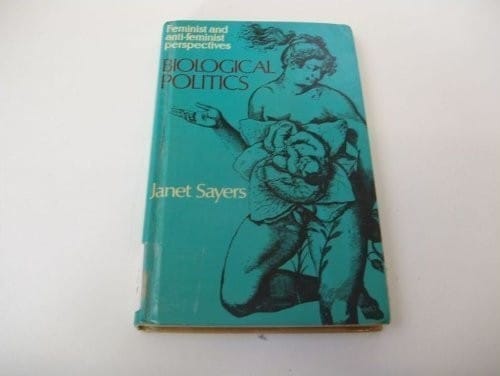 Feminist and
anti-feminist
perspectives
BIOLOGICAL
POLITICS
Janet Sayers